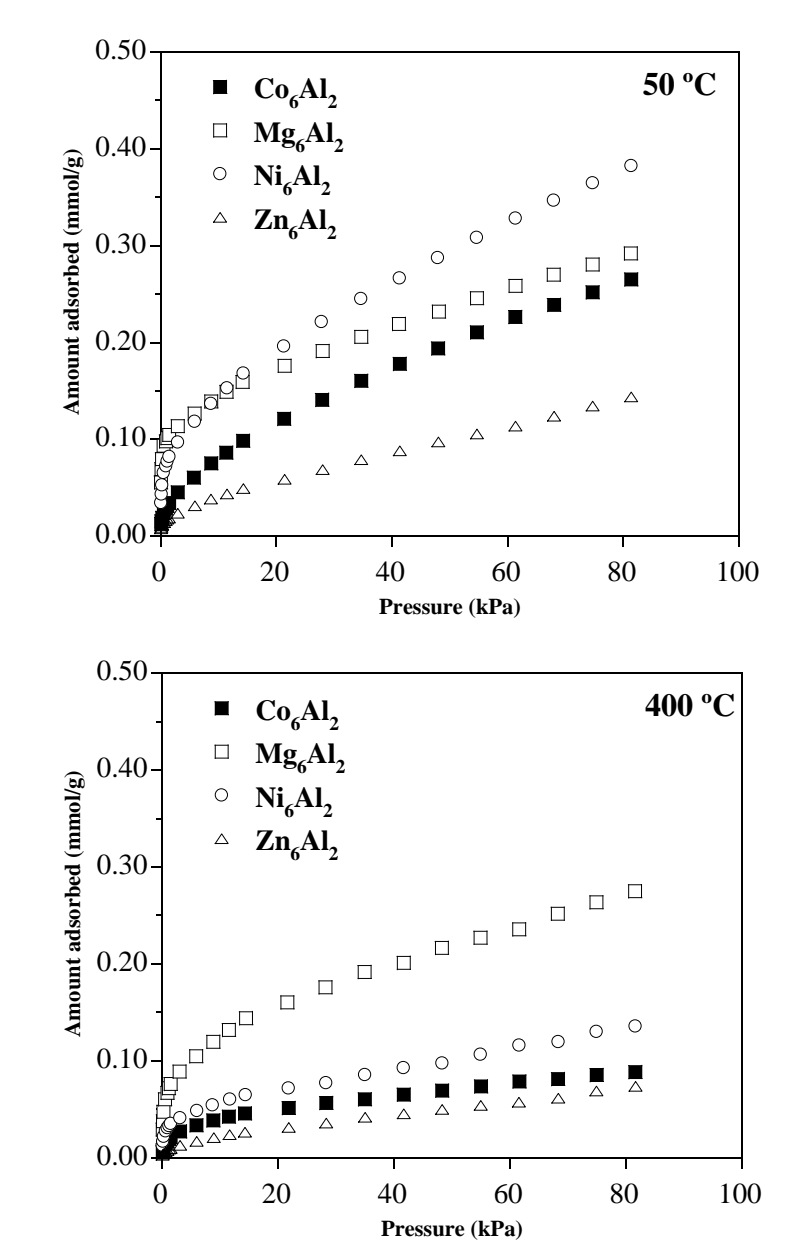 0.50
50 ºC
Co6Al2
Mg6Al2
Ni6Al2
Zn6Al2
0.40
0.30
0.20
0.10
0.00
Amount adsorbed (mmol/g)
0 20 40 60 80 100
Pressure (kPa)
0.50
400 ºC
Co6Al2
Mg6Al2
Ni6Al2
Zn6Al2
0.40
0.30
0.20
0.10
0.00
Amount adsorbed (mmol/g)
0 20 40 60 80 100
Pressure (kPa)